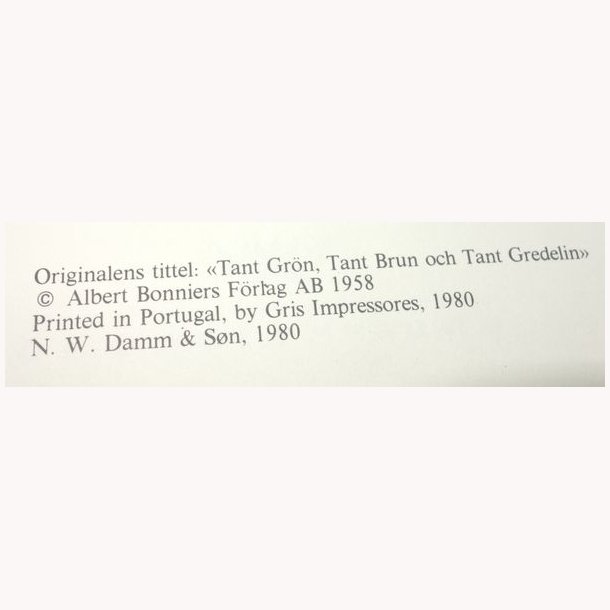 Originalens tittel: «Tant Grön, Tant Brun och Tant Gredelin»
© Albert Bonniers Förlag AB 1958
Printed in Portugal, by Gris Impressores, 1980
N. W. Damm & Søn, 1980